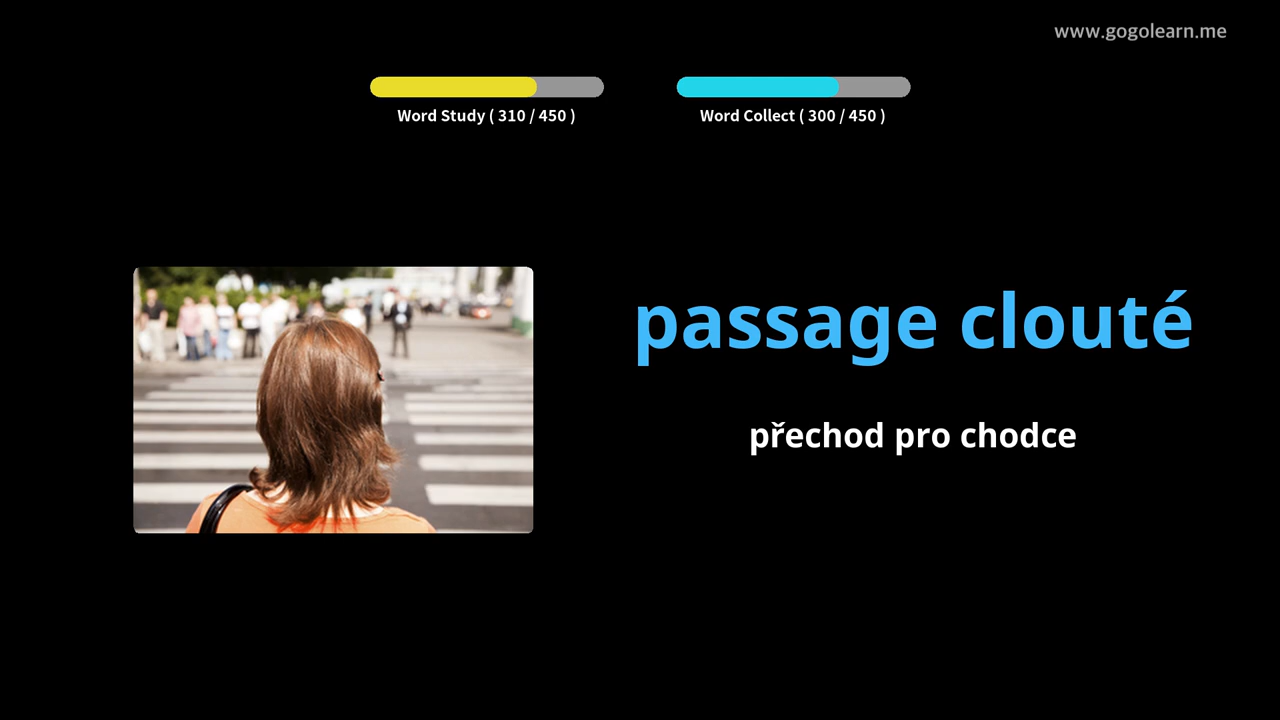 www.gogolearn.me
Word Study ( 310 / 450 )
Word Collect ( 300 / 450 )
passage clouté
přechod pro chodce